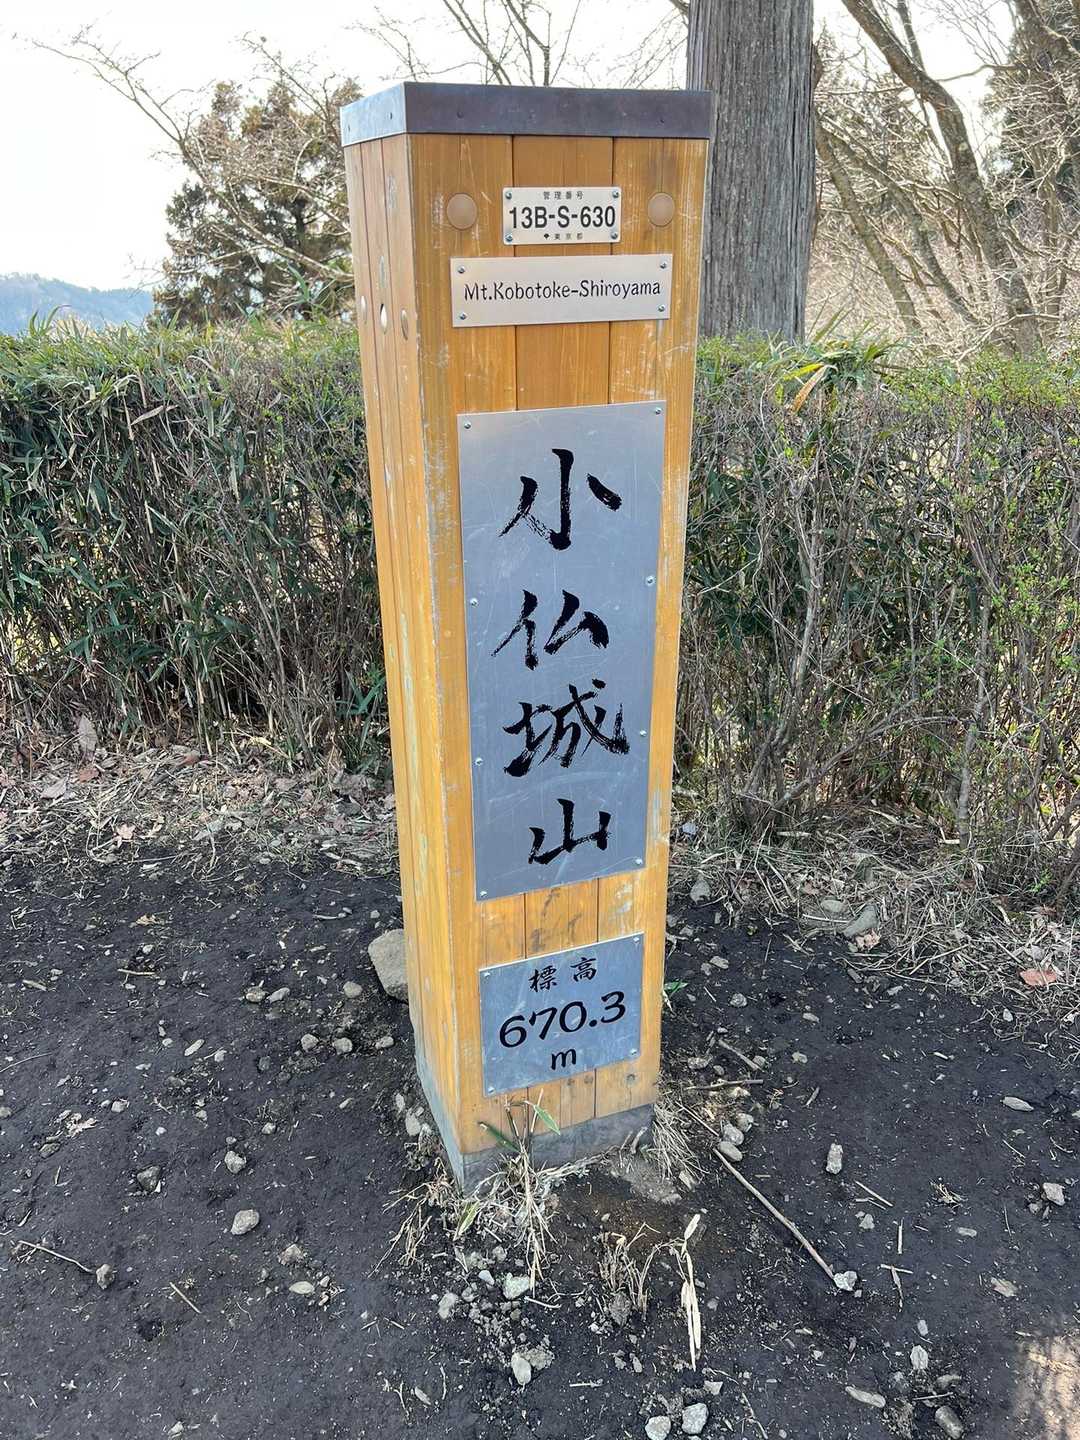 管理番号
13B-S-630
東京都
Mt.Kobotoke-Shiroyama
小仏城山
標高
670.3
m